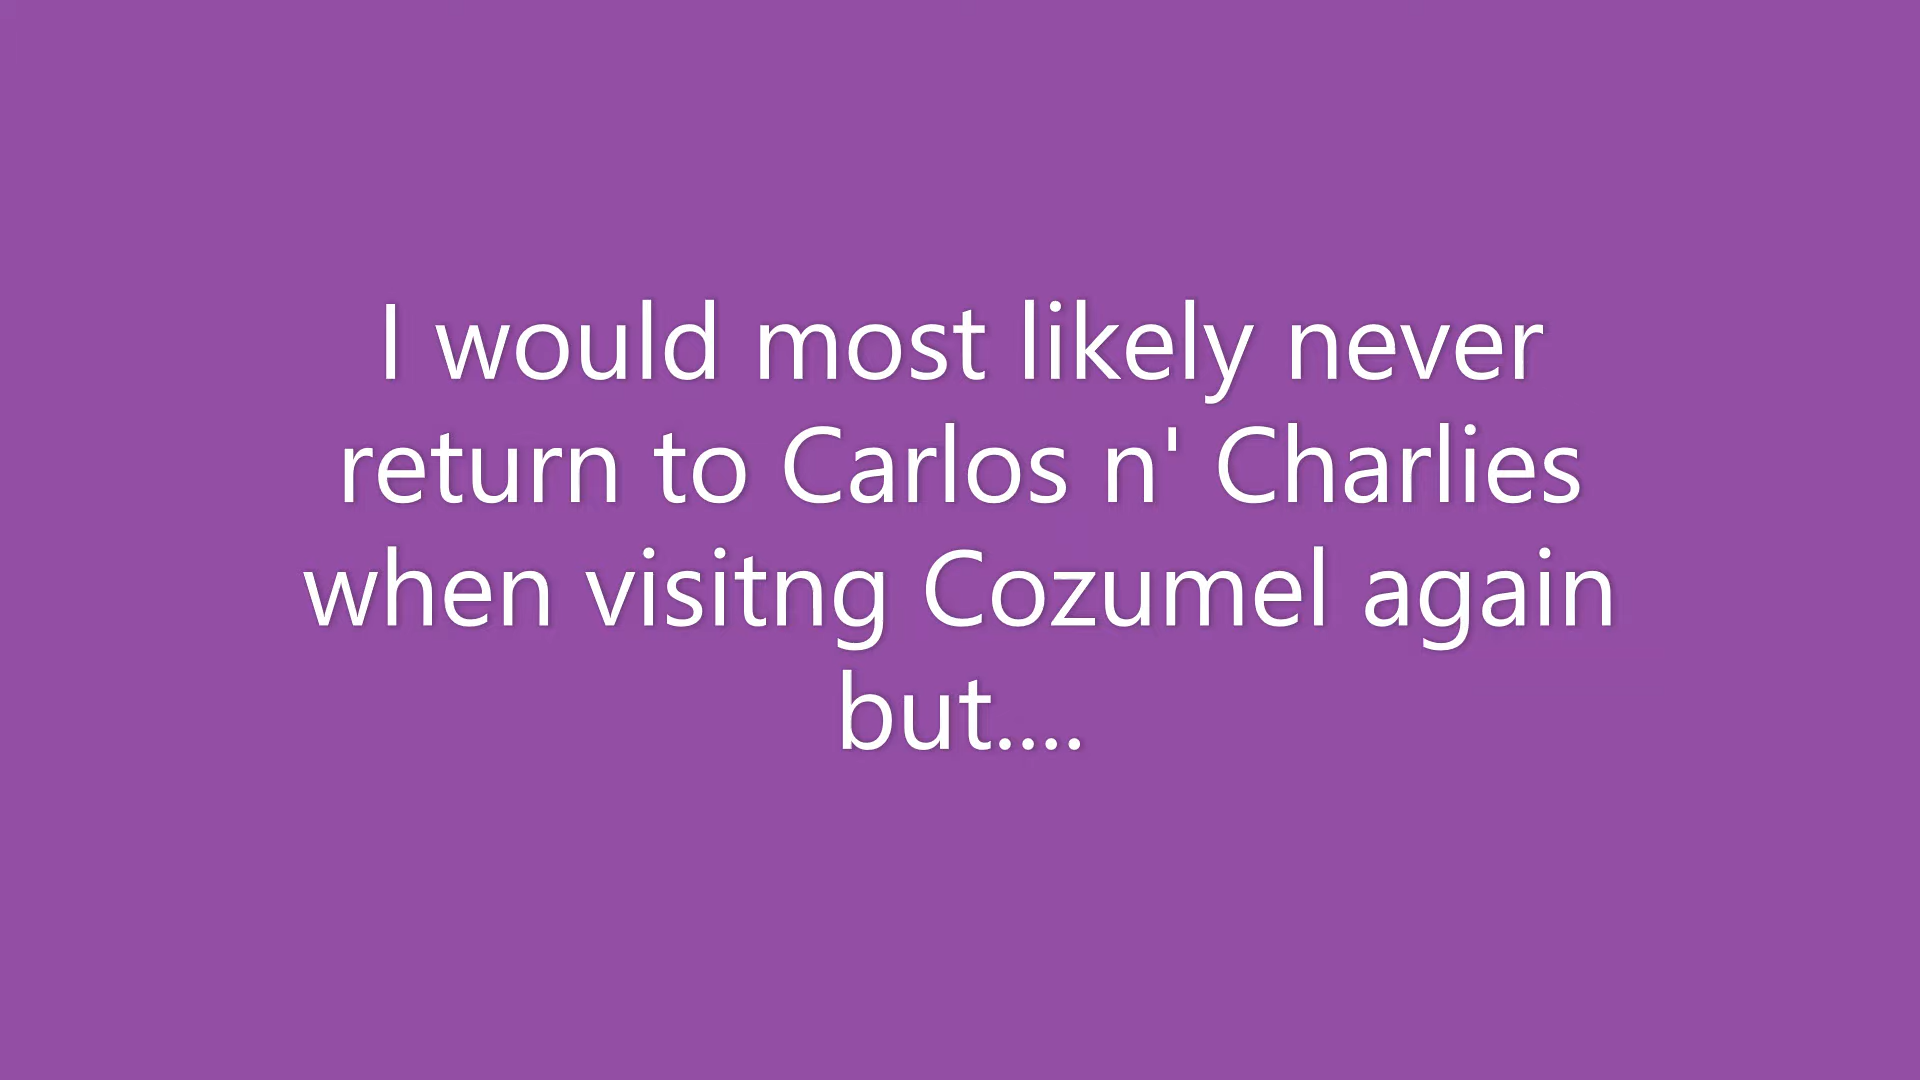 I would most likely never
return to Carlos n' Charlies
when visitng Cozumel again
but....